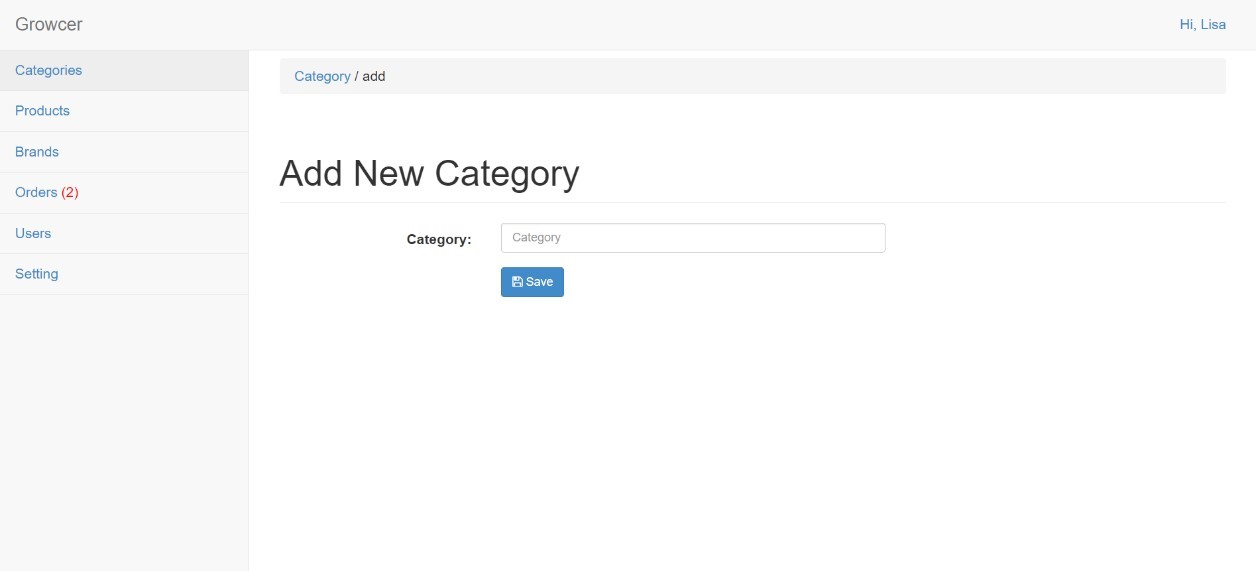 Growcer
Hi, Lisa
Categories
Products
Brands
Orders (2)
Users
Setting
Category / add
Add New Category
Category:
Category
Save